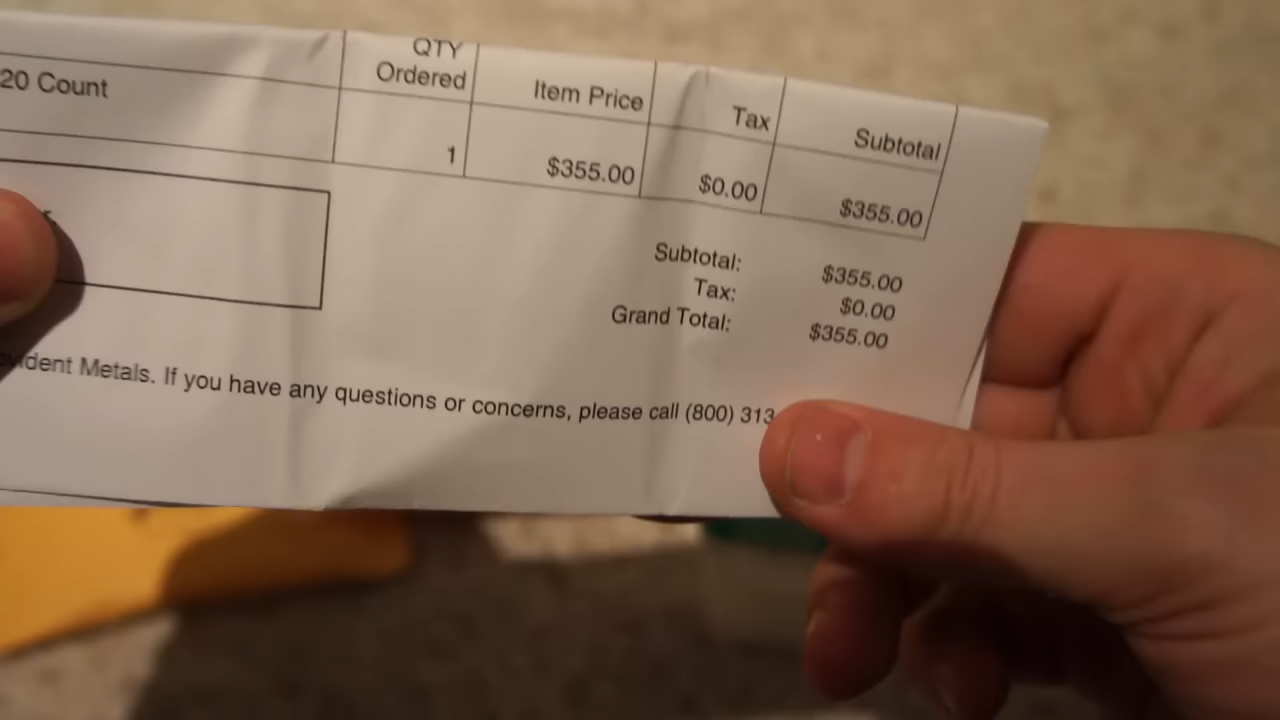 QTY
20 Count Ordered Item Price Tax Subtotal
1 $355.00 $0.00 $355.00
Subtotal: $355.00
Tax: $0.00
Grand Total: $355.00
Metals. If you have any questions or concerns, please call (800) 313